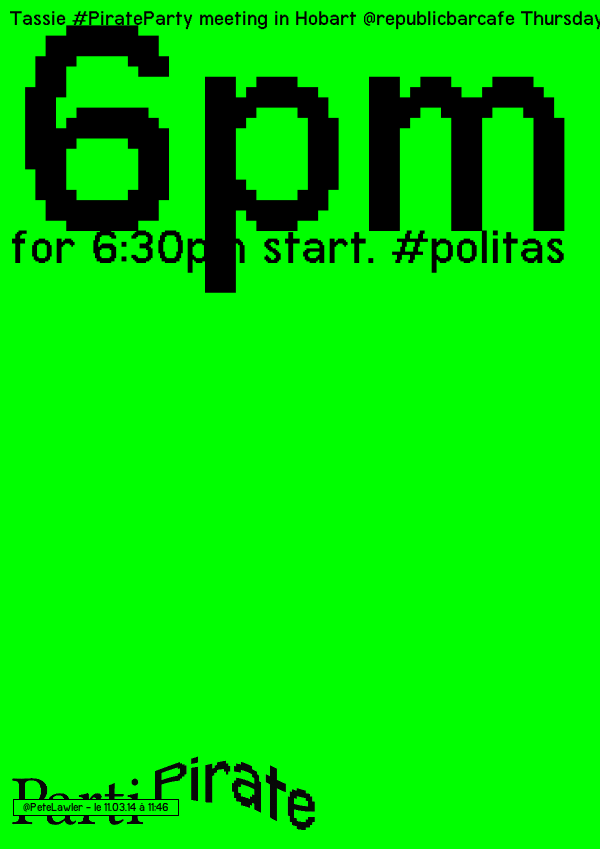 Tassie #PirateParty meeting in Hobart @republicbarcafe Thursday
6pm
for 6:30pm start. #politas
Parti Pirate
@PeteLawler - le 11.03.14 à 11:46